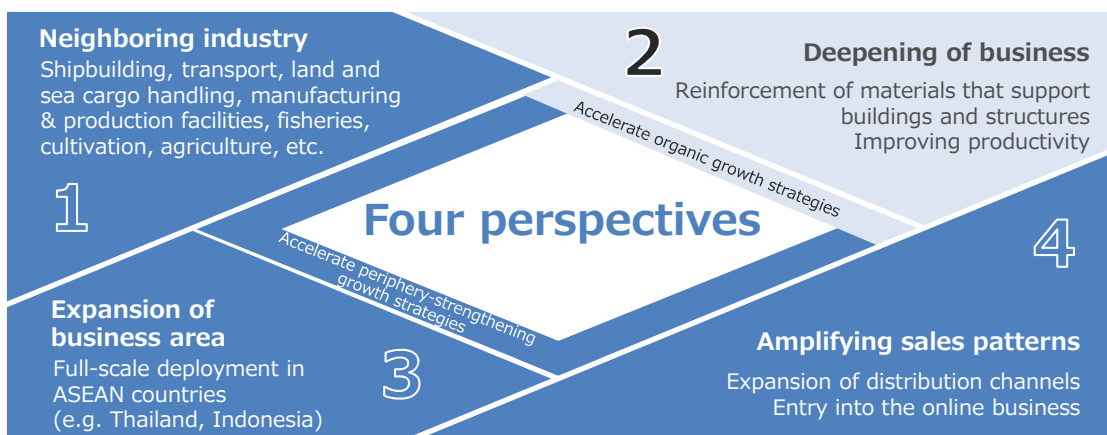 Neighboring industry
Shipbuilding, transport, land and
sea cargo handling, manufacturing
& production facilities, fisheries,
cultivation, agriculture, etc.
1
2
Deepening of business
Reinforcement of materials that support
buildings and structures
Improving productivity
Accelerate organic growth strategies
Four perspectives
Accelerate periphery-strengthening
growth strategies
Expansion of
business area
Full-scale deployment in
ASEAN countries
(e.g. Thailand, Indonesia)
3
4
Amplifying sales patterns
Expansion of distribution channels
Entry into the online business